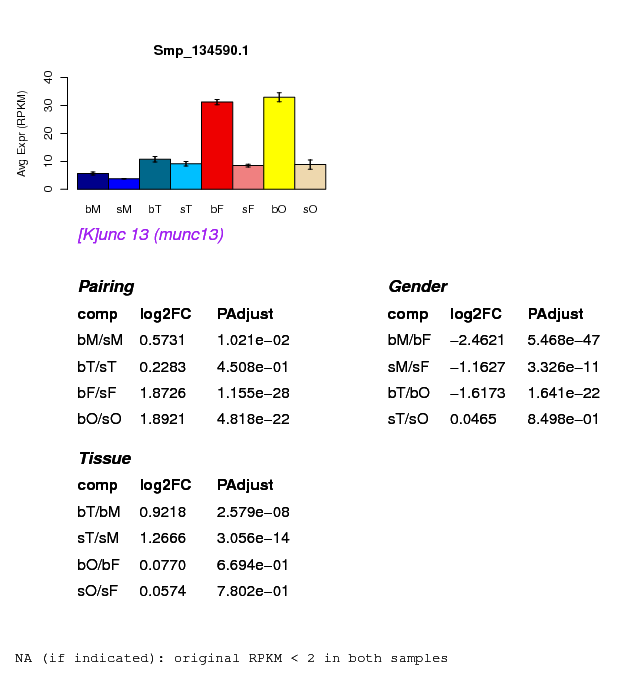 Smp_134590.1
Avg Expr (RPKM)
0 10 20 30 40
bM sM bT sT bF sF bO sO
[K]unc 13 (munc13)
Pairing
comp log2FC PAdjust
bM/sM 0.5731 1.021e−02
bT/sT 0.2283 4.508e−01
bF/sF 1.8726 1.155e−28
bO/sO 1.8921 4.818e−22
Gender
comp log2FC PAdjust
bM/bF −2.4621 5.468e−47
sM/sF −1.1627 3.326e−11
bT/bO −1.6173 1.641e−22
sT/sO 0.0465 8.498e−01
Tissue
comp log2FC PAdjust
bT/bM 0.9218 2.579e−08
sT/sM 1.2666 3.056e−14
bO/bF 0.0770 6.694e−01
sO/sF 0.0574 7.802e−01
NA (if indicated): original RPKM < 2 in both samples